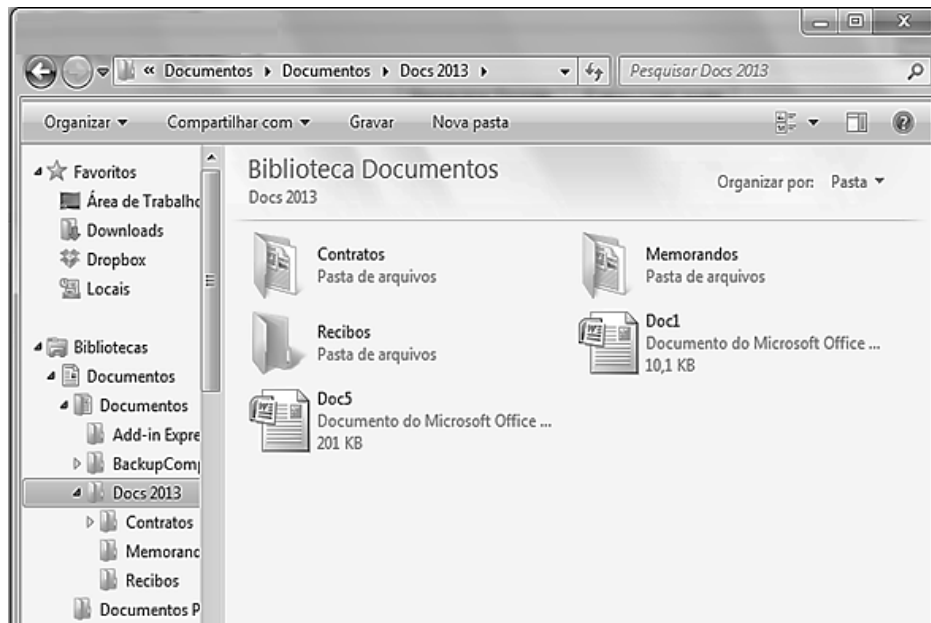 « Documentos ▸ Documentos ▸ Docs 2013 ▸
Pesquisar Docs 2013
Organizar ▾ Compartilhar com ▾ Gravar Nova pasta
Favoritos
Área de Trabalho
Downloads
Dropbox
Locais
Bibliotecas
Documentos
Documentos
Add-in Expre
BackupComp
Docs 2013
Contratos
Memoranc
Recibos
Documentos P
Biblioteca Documentos
Docs 2013
Organizar por: Pasta ▾
Contratos
Pasta de arquivos
Memorandos
Pasta de arquivos
Recibos
Pasta de arquivos
Doc1
Documento do Microsoft Office ...
10,1 KB
Doc5
Documento do Microsoft Office ...
201 KB